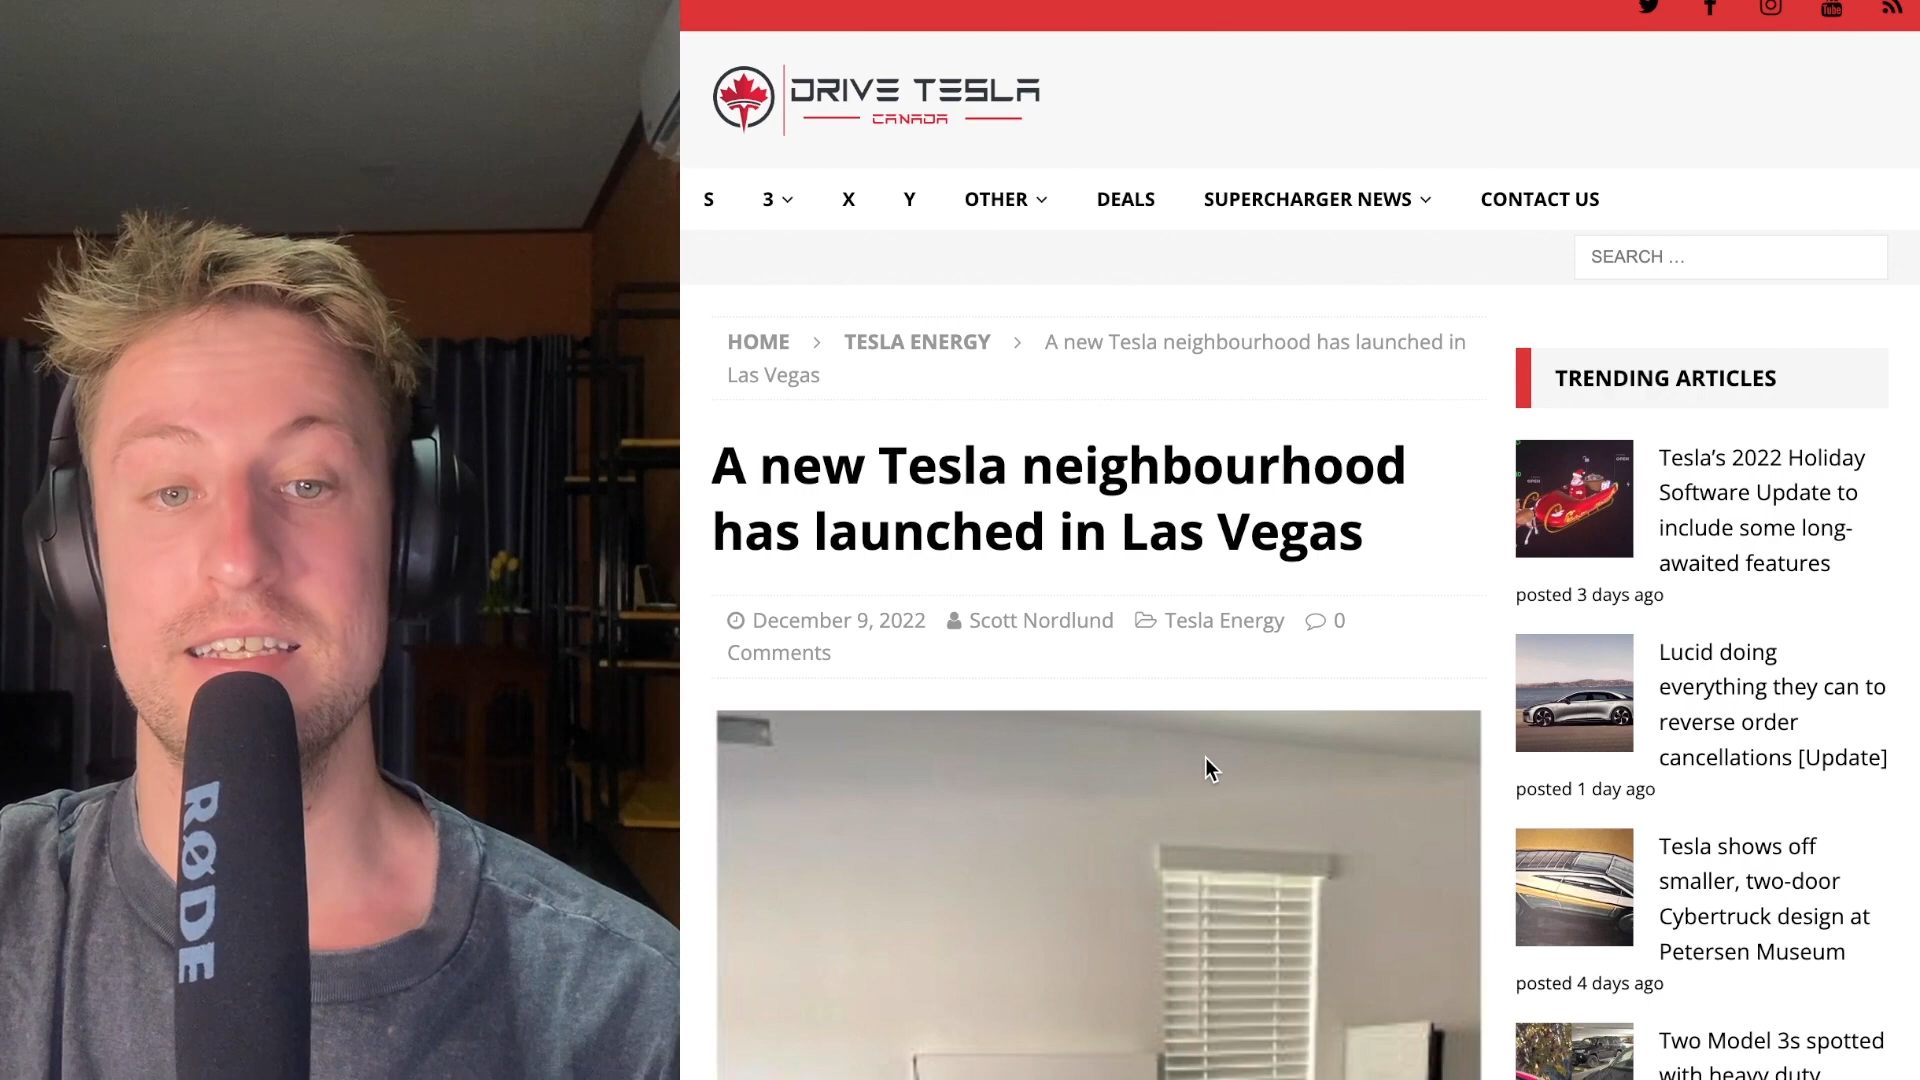 DRIVE TESLA
CANADA
S 3 X Y OTHER DEALS SUPERCHARGER NEWS CONTACT US
SEARCH …
HOME > TESLA ENERGY > A new Tesla neighbourhood has launched in
Las Vegas
A new Tesla neighbourhood
has launched in Las Vegas
December 9, 2022 Scott Nordlund Tesla Energy 0
Comments
TRENDING ARTICLES
Tesla’s 2022 Holiday
Software Update to
include some long-
awaited features
posted 3 days ago
Lucid doing
everything they can to
reverse order
cancellations [Update]
posted 1 day ago
Tesla shows off
smaller, two-door
Cybertruck design at
Petersen Museum
posted 4 days ago
Two Model 3s spotted
with heavy duty
RØDE